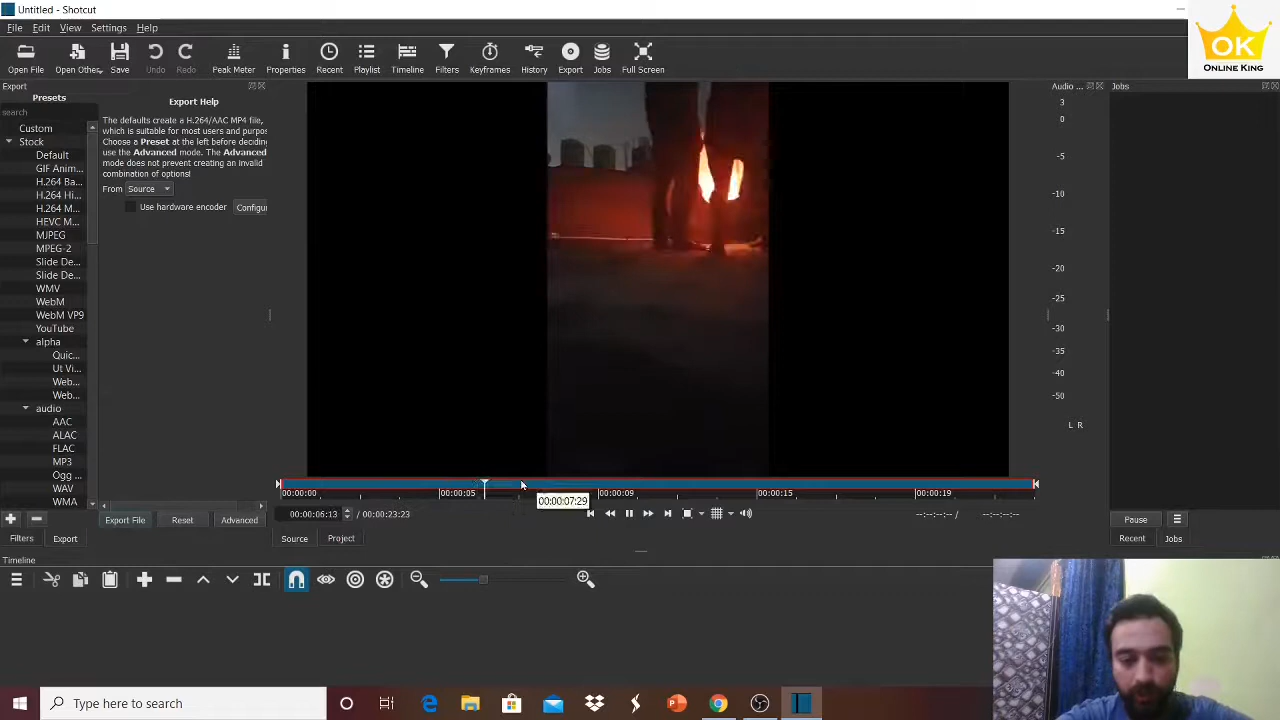 Untitled - Shotcut
File Edit View Settings Help
OK
ONLINE KING
Open File Open Other.. Save Undo Redo Peak Meter Properties Recent Playlist Timeline Filters Keyframes History Export Jobs Full Screen
Export
Audio ...
Jobs
Presets
search
Export Help
The defaults create a H.264/AAC MP4 file,
which is suitable for most users and purpo
Choose a Preset at the left before deciding
use the Advanced mode. The Advanced
mode does not prevent creating an invalid
combination of options!
From Source
Use hardware encoder
Configu
Custom
Stock
Default
GIF Anim...
H.264 Ba...
H.264 Hi...
H.264 M...
HEVC M...
MJPEG
MPEG-2
Slide De...
Slide De...
WMV
WebM
WebM VP9
YouTube
alpha
Quic...
Ut Vi...
Web...
Web...
audio
AAC
ALAC
FLAC
MP3
Ogg ...
WAV
WMA
3
0
-5
-10
-15
-20
-25
-30
-35
-40
-50
L R
00:00:00 00:00:05 00:00:09 00:00:15 00:00:19
00:00:07:29
00:00:06:13 / 00:00:23:23
--:--:--:-- / --:--:--:--
Export File Reset Advanced
Filters Export
Source Project
Pause
Recent Jobs
Timeline
Type here to search